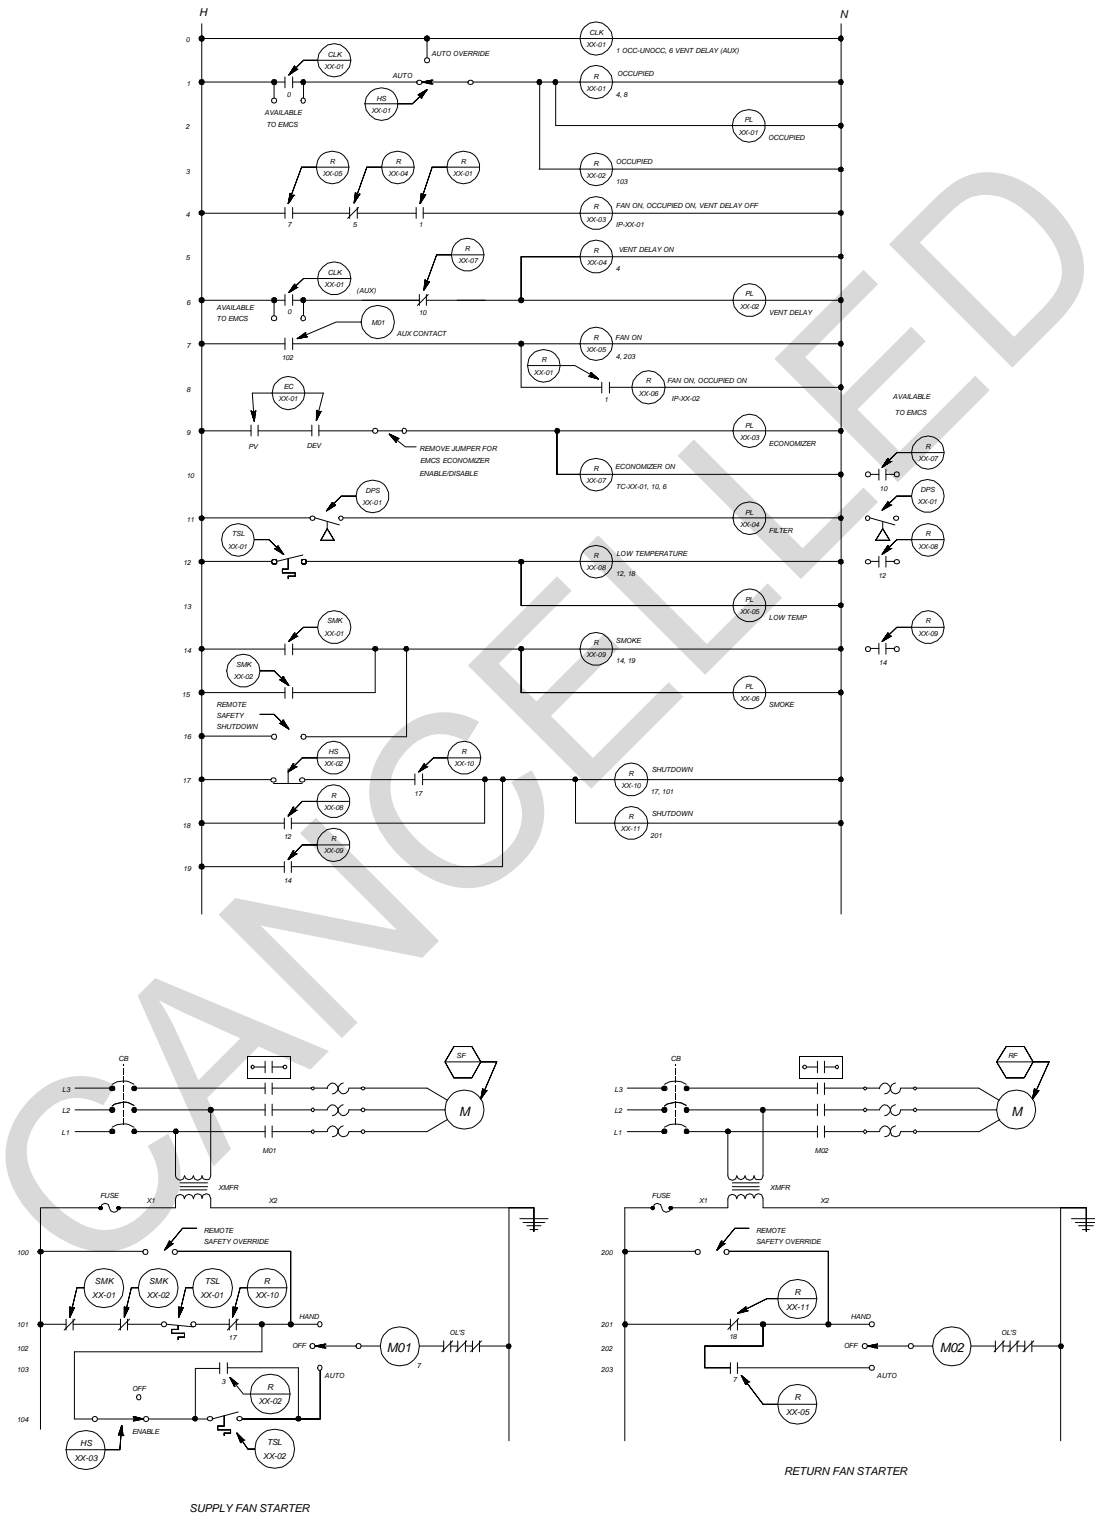 H
N
0
CLK
XX-01
1 OCC-UNOCC, 6 VENT DELAY (AUX)
AUTO OVERRIDE
CLK
XX-01
1
0
AUTO
HS
XX-01
R
XX-01
OCCUPIED
4, 8
AVAILABLE
TO EMCS
2
PL
XX-01
OCCUPIED
3
R
XX-05
R
XX-04
R
XX-01
R
XX-02
OCCUPIED
103
4
7
5
1
R
XX-03
FAN ON, OCCUPIED ON, VENT DELAY OFF
IP-XX-01
5
R
XX-07
R
XX-04
VENT DELAY ON
4
CLK
XX-01
(AUX)
6
AVAILABLE
TO EMCS
0
10
PL
XX-02
VENT DELAY
M01
AUX CONTACT
7
102
R
XX-05
FAN ON
4, 203
R
XX-01
8
1
R
XX-06
FAN ON, OCCUPIED ON
IP-XX-02
AVAILABLE
TO EMCS
EC
XX-01
9
PV
DEV
REMOVE JUMPER FOR
EMCS ECONOMIZER
ENABLE/DISABLE
PL
XX-03
ECONOMIZER
R
XX-07
10
R
XX-07
ECONOMIZER ON
TC-XX-01, 10, 6
10
DPS
XX-01
DPS
XX-01
11
PL
XX-04
FILTER
TSL
XX-01
R
XX-08
12
R
XX-08
LOW TEMPERATURE
12, 18
12
13
PL
XX-05
LOW TEMP
SMK
XX-01
R
XX-09
14
R
XX-09
SMOKE
14, 19
14
SMK
XX-02
15
PL
XX-06
SMOKE
REMOTE
SAFETY
SHUTDOWN
16
HS
XX-02
R
XX-10
17
17
R
XX-10
SHUTDOWN
17, 101
R
XX-08
18
12
R
XX-11
SHUTDOWN
201
R
XX-09
19
14
CANCELLED
CB
SF
L3
L2
L1
M
M01
XMFR
FUSE
X1
X2
100
REMOTE
SAFETY OVERRIDE
SMK
XX-01
SMK
XX-02
TSL
XX-01
R
XX-10
101
17
HAND
102
OFF
M01
7
OL'S
103
3
R
XX-02
AUTO
OFF
104
ENABLE
HS
XX-03
TSL
XX-02
SUPPLY FAN STARTER
CB
RF
L3
L2
L1
M
M02
XMFR
FUSE
X1
X2
200
REMOTE
SAFETY OVERRIDE
R
XX-11
201
18
HAND
202
OFF
M02
OL'S
203
7
AUTO
R
XX-05
RETURN FAN STARTER